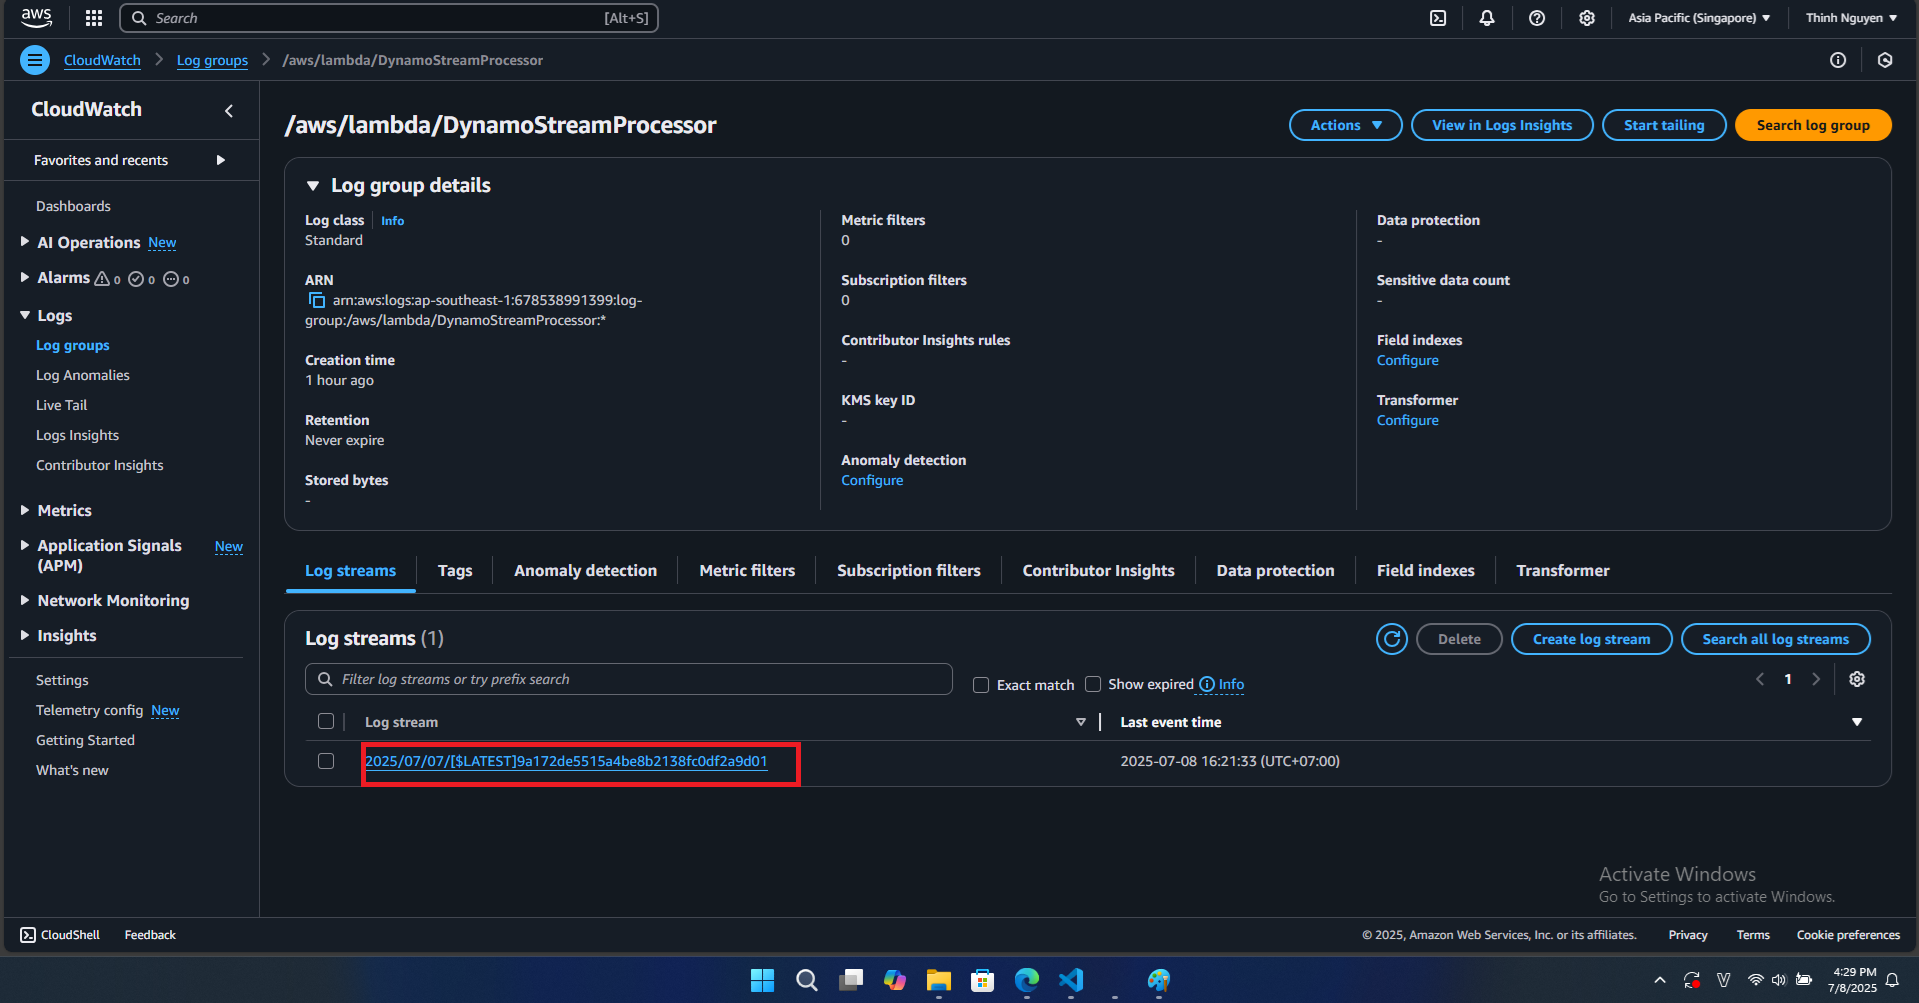 aws
Search [Alt+S]
Asia Pacific (Singapore)
Thinh Nguyen
CloudWatch
Log groups
/aws/lambda/DynamoStreamProcessor
CloudWatch
Favorites and recents
Dashboards
AI Operations New
Alarms 0 0 0
Logs
Log groups
Log Anomalies
Live Tail
Logs Insights
Contributor Insights
Metrics
Application Signals New
(APM)
Network Monitoring
Insights
Settings
Telemetry config New
Getting Started
What's new
/aws/lambda/DynamoStreamProcessor
Actions
View in Logs Insights
Start tailing
Search log group
Log group details
Log class Info
Standard
ARN
arn:aws:logs:ap-southeast-1:678538991399:log-
group:/aws/lambda/DynamoStreamProcessor:*
Creation time
1 hour ago
Retention
Never expire
Stored bytes
-
Metric filters
0
Subscription filters
0
Contributor Insights rules
-
KMS key ID
-
Anomaly detection
Configure
Data protection
-
Sensitive data count
-
Field indexes
Configure
Transformer
Configure
Log streams
Tags
Anomaly detection
Metric filters
Subscription filters
Contributor Insights
Data protection
Field indexes
Transformer
Log streams (1)
Delete
Create log stream
Search all log streams
Filter log streams or try prefix search
Exact match
Show expired
Info
1
Log stream
Last event time
2025/07/07/[$LATEST]9a172de5515a4be8b2138fc0df2a9d01
2025-07-08 16:21:33 (UTC+07:00)
Activate Windows
Go to Settings to activate Windows.
CloudShell
Feedback
© 2025, Amazon Web Services, Inc. or its affiliates.
Privacy
Terms
Cookie preferences
4:29 PM
7/8/2025